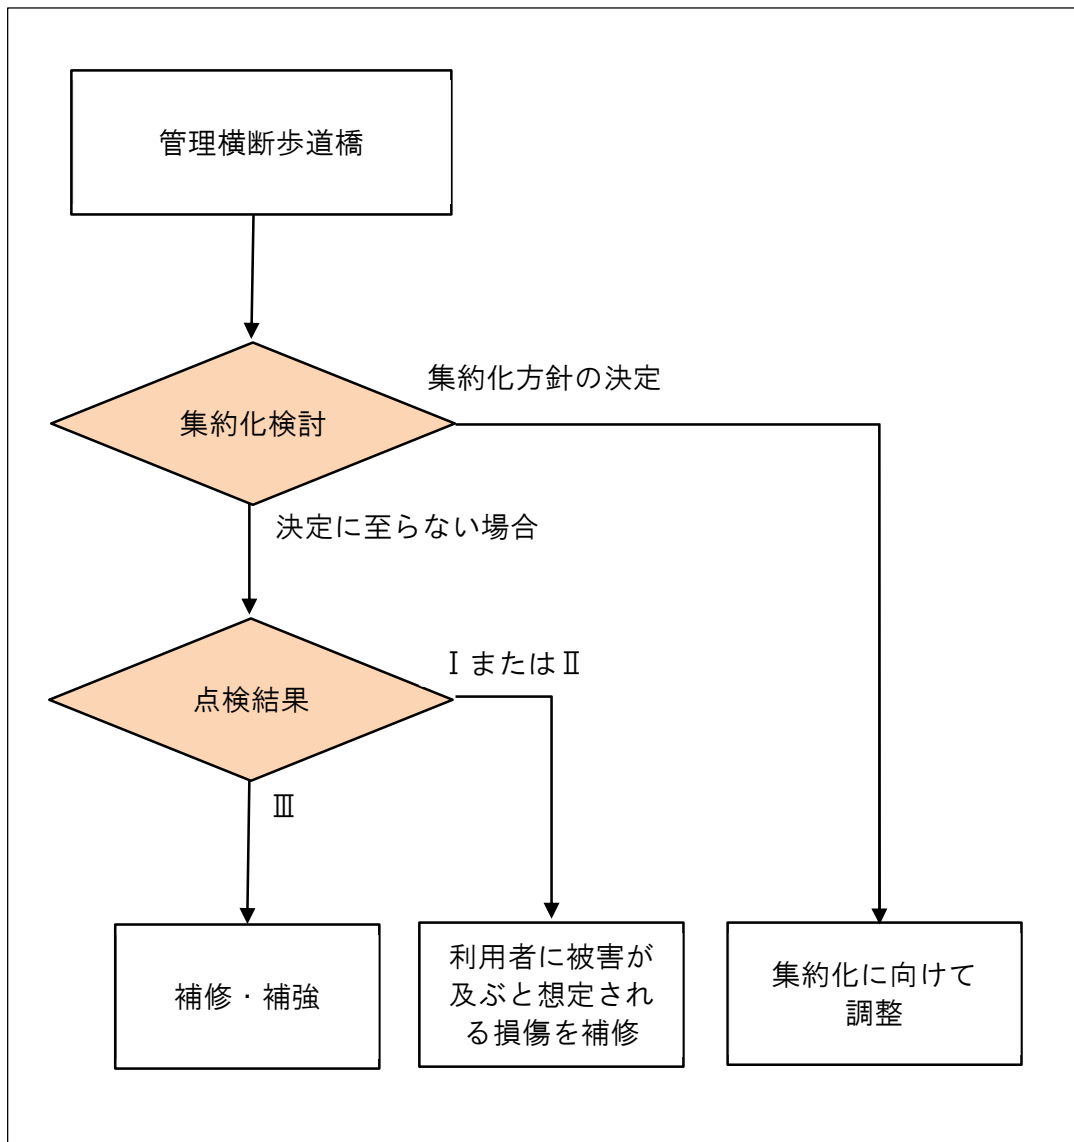 管理横断歩道橋
集約化方針の決定
集約化検討
決定に至らない場合
Ⅰ または Ⅱ
点検結果
Ⅲ
補修・補強
利用者に被害が
及ぶと想定され
る損傷を補修
集約化に向けて
調整